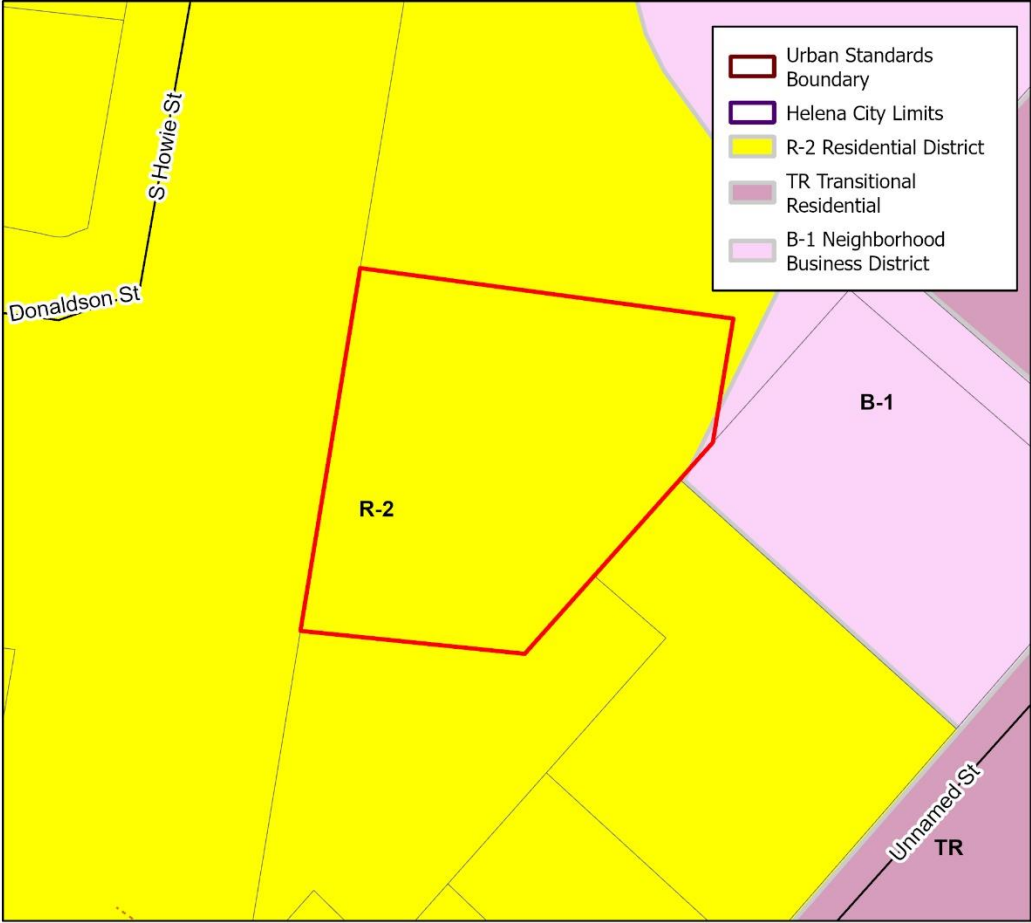 Urban Standards
Boundary
Helena City Limits
R-2 Residential District
TR Transitional
Residential
B-1 Neighborhood
Business District
S Howie St
Donaldson St
B-1
R-2
Unnamed St
TR